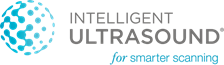 INTELLIGENT
ULTRASOUND®
for smarter scanning